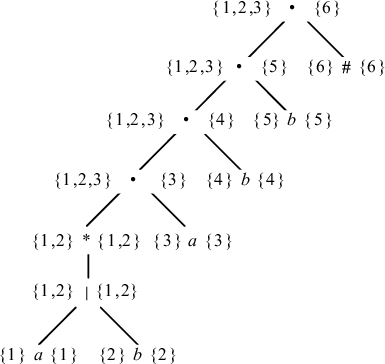 {1,2,3} • {6}
{1,2,3} • {5} {6} # {6}
{1,2,3} • {4} {5} b {5}
{1,2,3} • {3} {4} b {4}
{1,2} * {1,2} {3} a {3}
{1,2} | {1,2}
{1} a {1} {2} b {2}